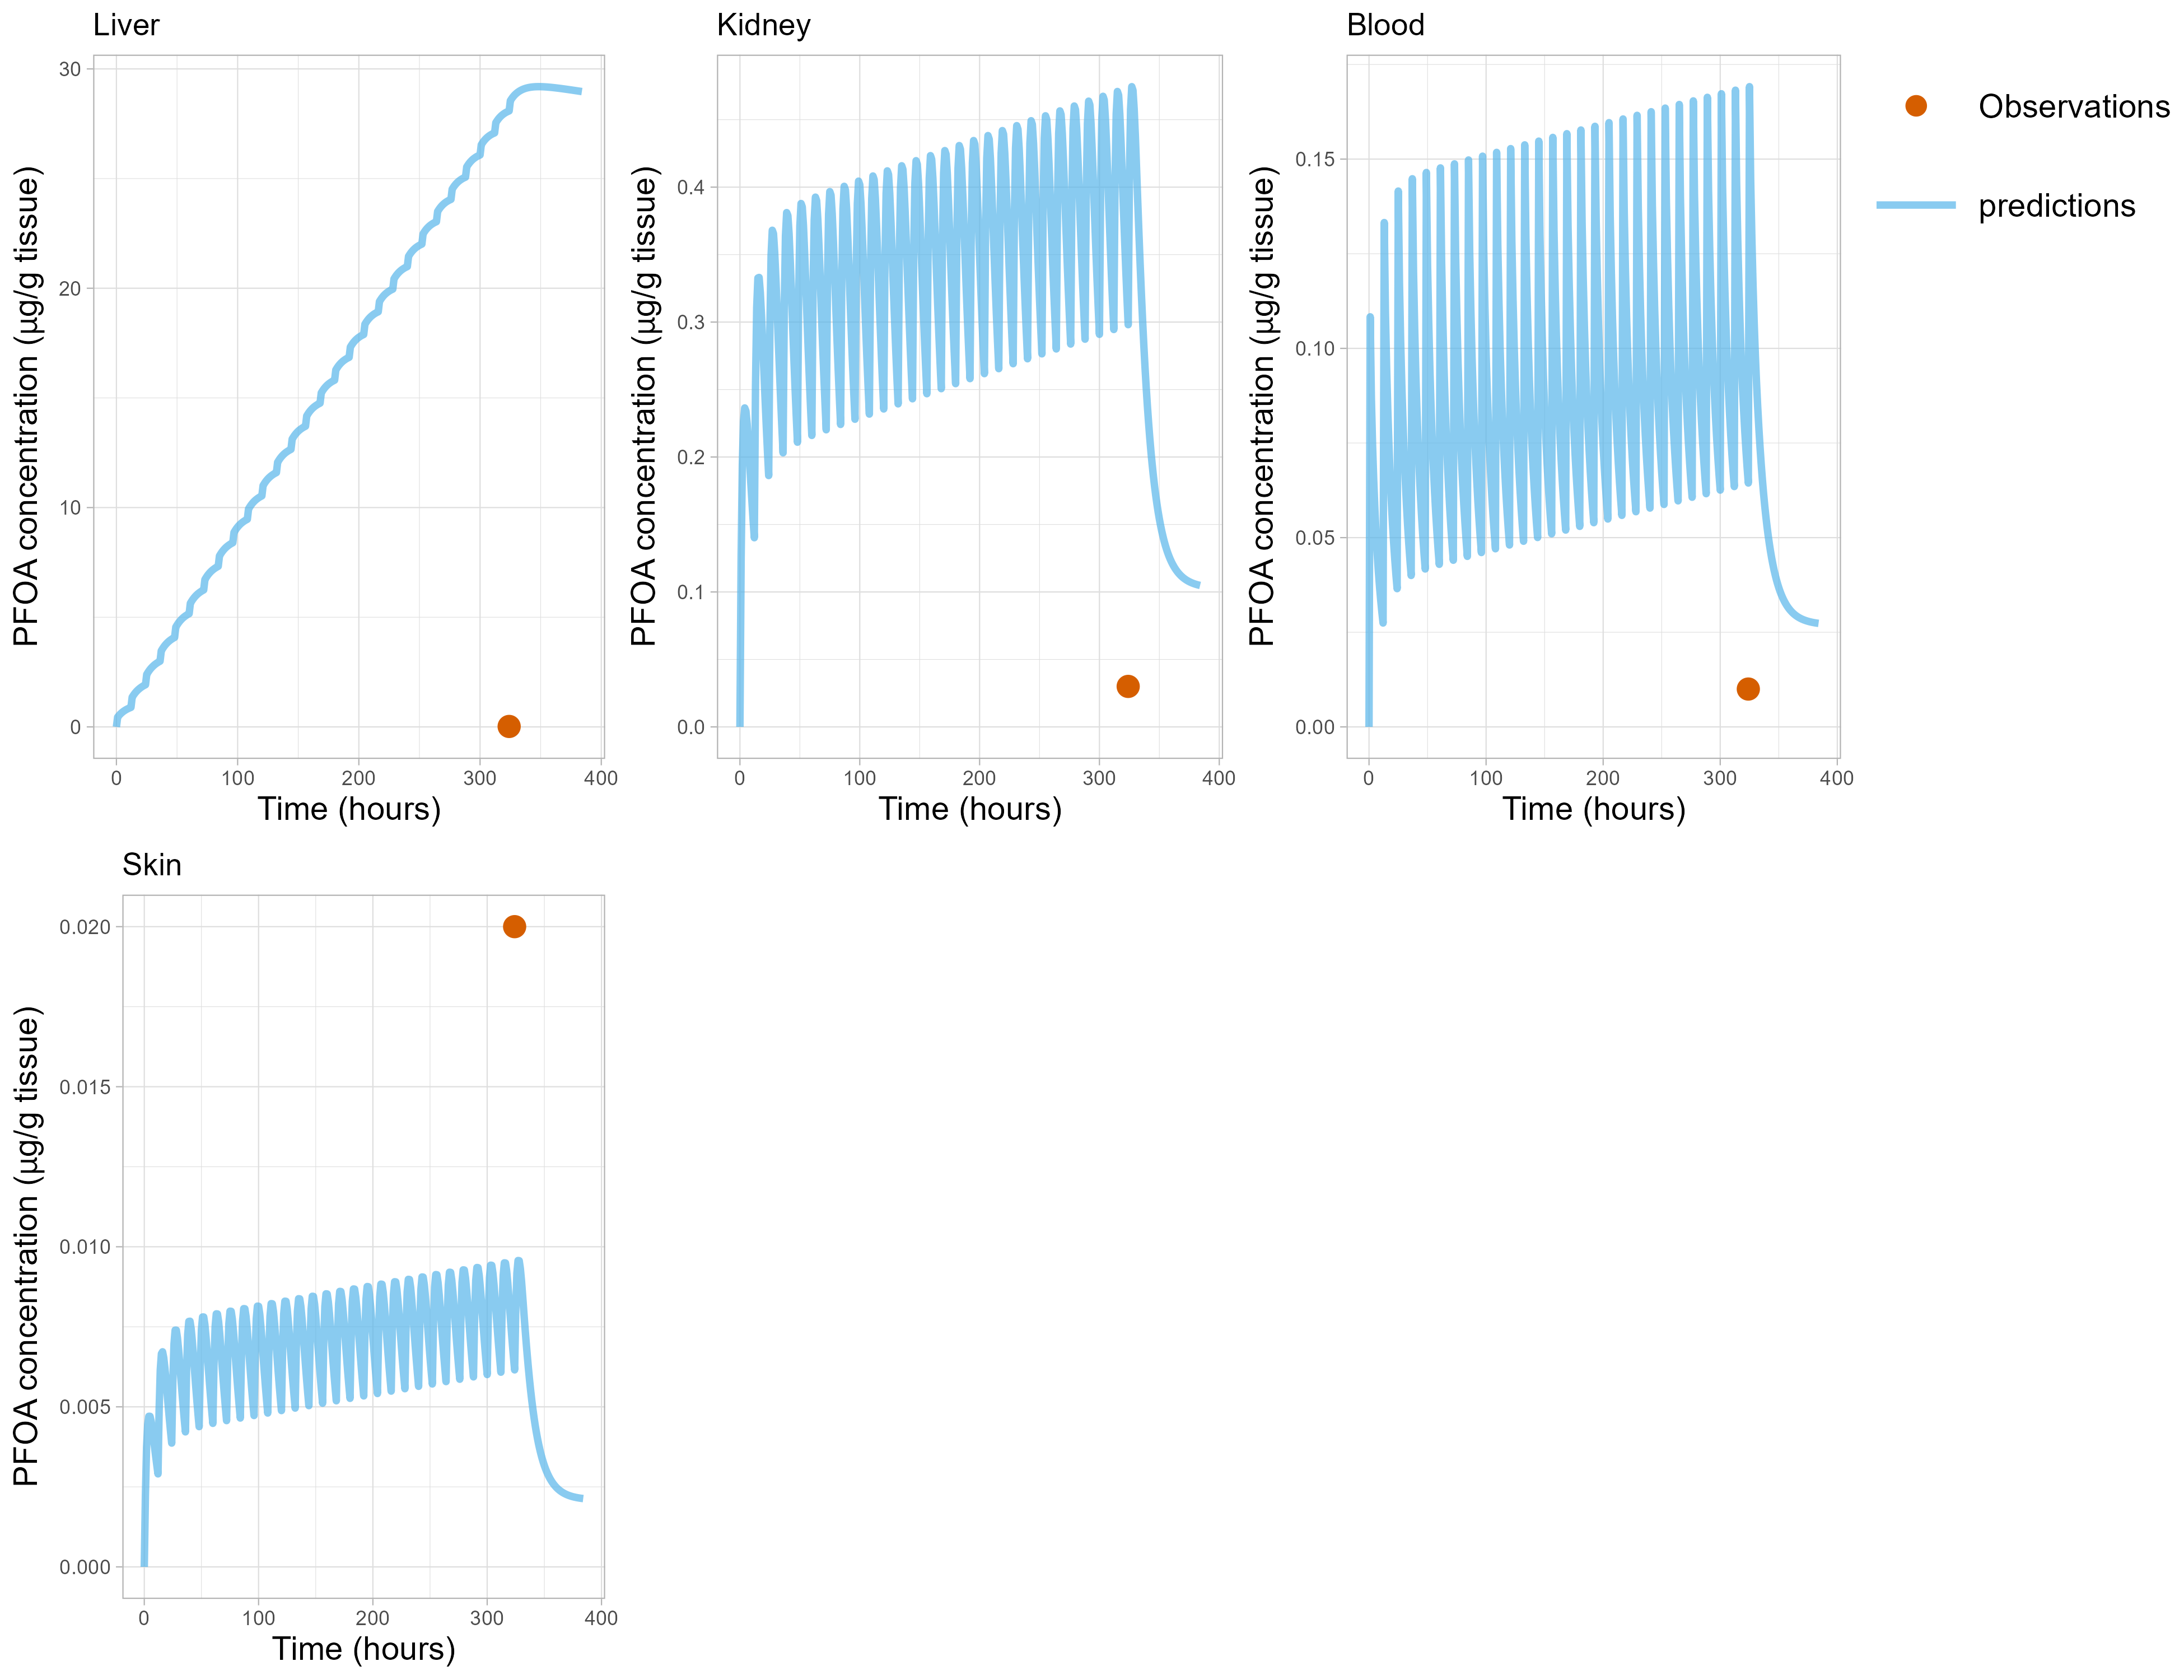 Liver
PFOA concentration (µg/g tissue)
30
20
10
0
0 100 200 300 400
Time (hours)
Kidney
PFOA concentration (µg/g tissue)
0.4
0.3
0.2
0.1
0.0
0 100 200 300 400
Time (hours)
Blood
PFOA concentration (µg/g tissue)
0.15
0.10
0.05
0.00
0 100 200 300 400
Time (hours)
Observations
predictions
Skin
PFOA concentration (µg/g tissue)
0.020
0.015
0.010
0.005
0.000
0 100 200 300 400
Time (hours)